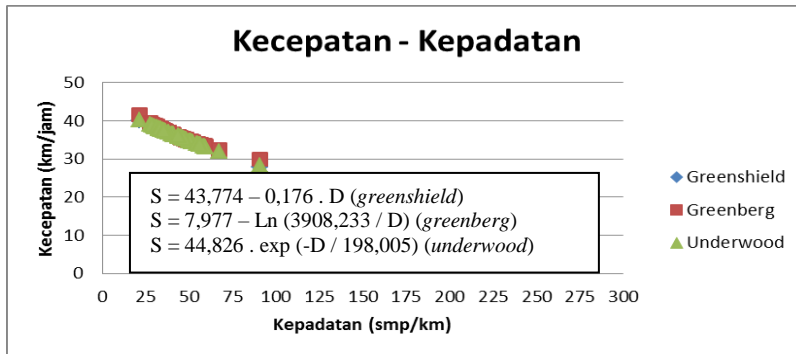 Kecepatan - Kepadatan
Kecepatan (km/jam)
50
40
30
20
10
0
S = 43,774 – 0,176 . D (greenshield)
S = 7,977 – Ln (3908,233 / D) (greenberg)
S = 44,826 . exp (-D / 198,005) (underwood)
0 25 50 75 100 125 150 175 200 225 250 275 300
Kepadatan (smp/km)
Greenshield
Greenberg
Underwood